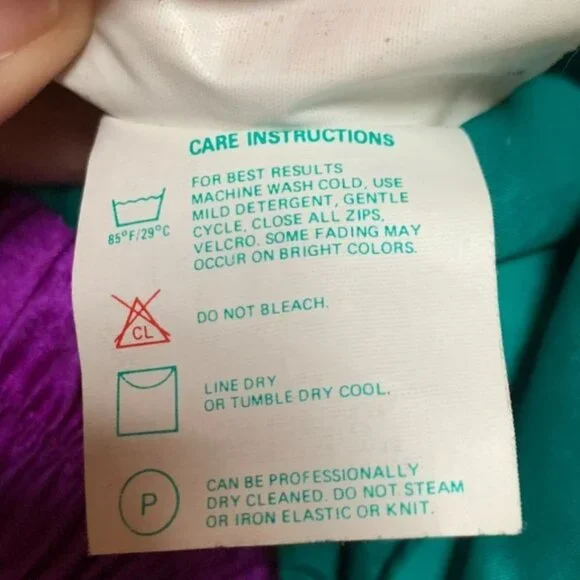 CARE INSTRUCTIONS
FOR BEST RESULTS
MACHINE WASH COLD, USE
MILD DETERGENT, GENTLE
CYCLE, CLOSE ALL ZIPS,
VELCRO. SOME FADING MAY
OCCUR ON BRIGHT COLORS.
85°F/29°C
DO NOT BLEACH.
CL
LINE DRY
OR TUMBLE DRY COOL.
CAN BE PROFESSIONALLY
DRY CLEANED. DO NOT STEAM
OR IRON ELASTIC OR KNIT.
P